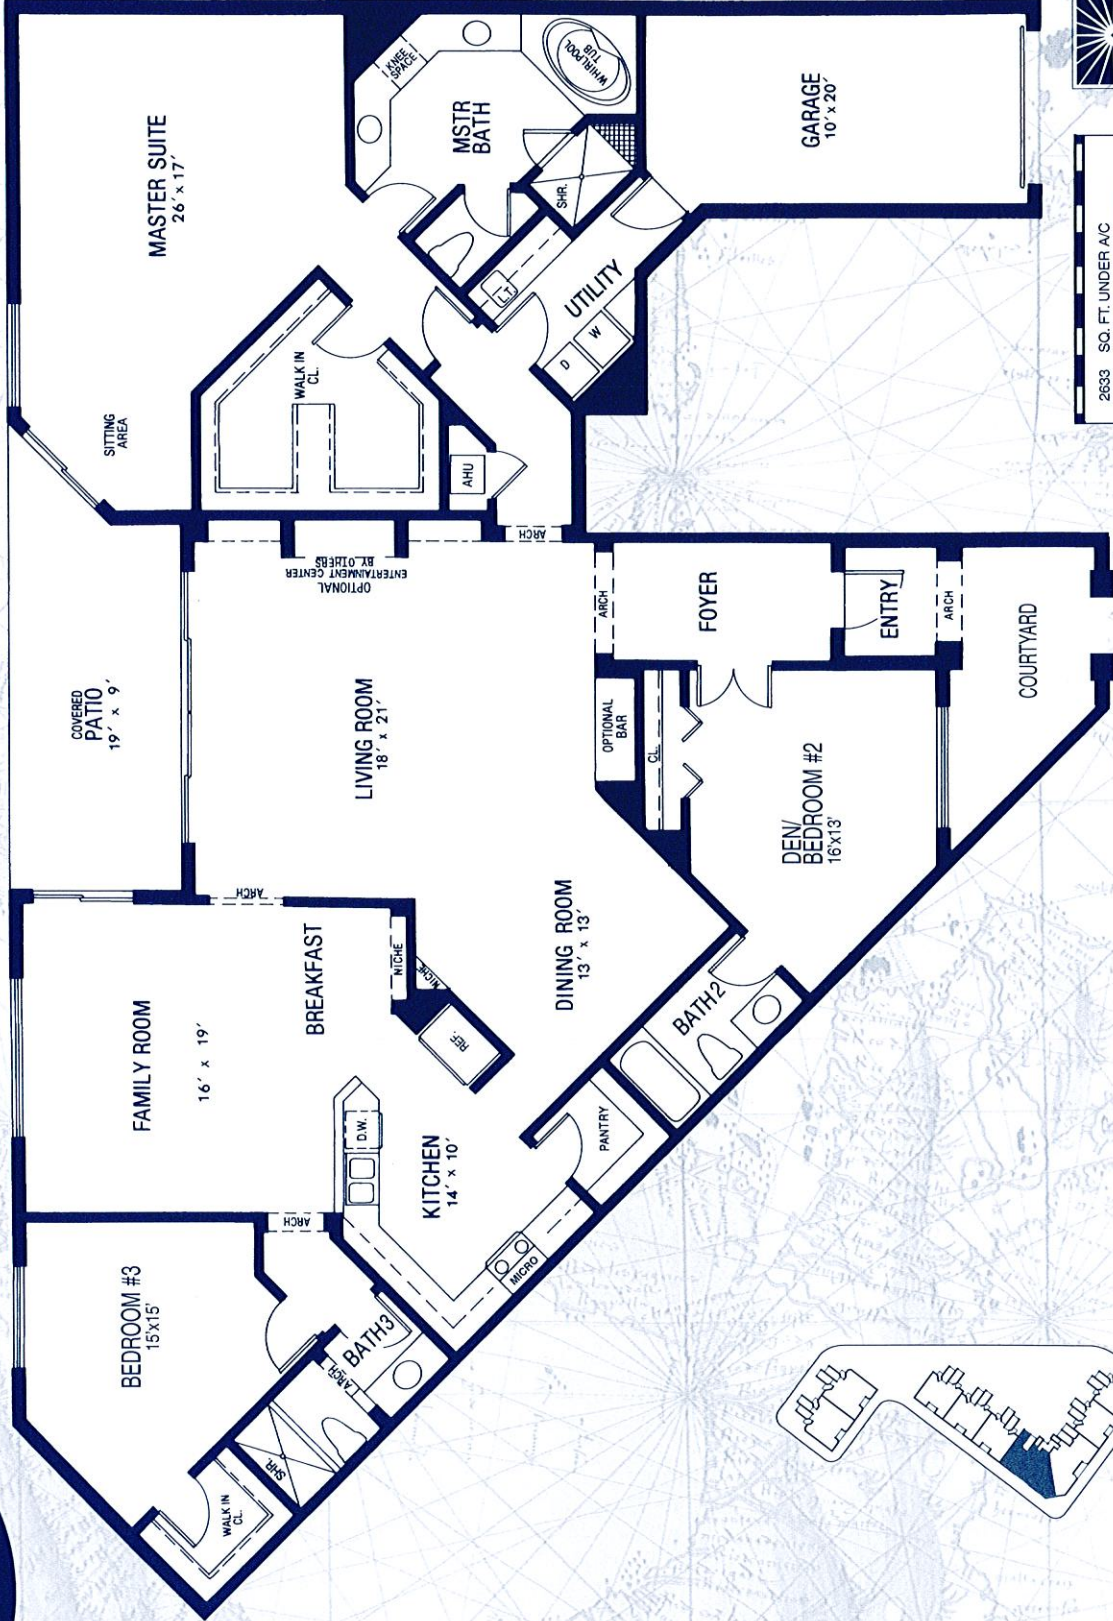 MASTER SUITE
26' x 17'
SITTING
AREA
KNEE
SPACE
MSTR
BATH
WHIRLPOOL
TUB
SHR.
GARAGE
10' x 20'
WALK IN
CL.
L.T.
UTILITY
D
W
AHU
ARCH
2633 SQ. FT. UNDER A/C
COVERED
PATIO
19' x 9'
OPTIONAL
ENTERTAINMENT CENTER
BY OTHERS
LIVING ROOM
18' x 21'
ARCH
FOYER
ENTRY
ARCH
COURTYARD
OPTIONAL
BAR
CL.
DEN/
BEDROOM #2
16'x13'
ARCH
FAMILY ROOM
16' x 19'
BREAKFAST
NICHE
NICHE
REF.
DINING ROOM
13' x 13'
BATH 2
PANTRY
D.W.
KITCHEN
14' x 10'
MICRO
ARCH
BEDROOM #3
15'x15'
BATH 3
ARCH
SHR.
WALK IN
CL.